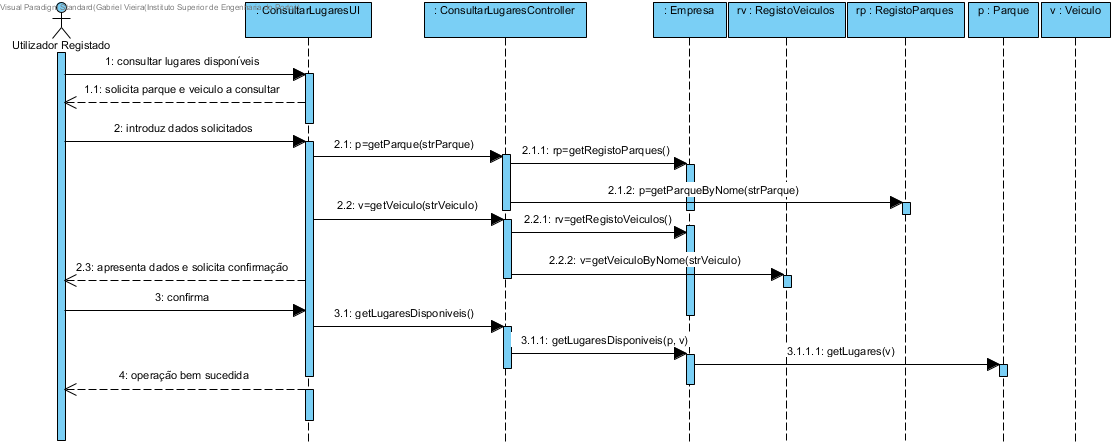 Visual Paradigm Standard(Gabriel Vieira(Instituto Superior de Engenharia do
: ConsultarLugaresUI
: ConsultarLugaresController
: Empresa
rv : RegistoVeiculos
rp : RegistoParques
p : Parque
v : Veiculo
Utilizador Registado
1: consultar lugares disponíveis
1.1: solicita parque e veiculo a consultar
2: introduz dados solicitados
2.1: p=getParque(strParque)
2.1.1: rp=getRegistoParques()
2.1.2: p=getParqueByNome(strParque)
2.2: v=getVeiculo(strVeiculo)
2.2.1: rv=getRegistoVeiculos()
2.2.2: v=getVeiculoByNome(strVeiculo)
2.3: apresenta dados e solicita confirmação
3: confirma
3.1: getLugaresDisponiveis()
3.1.1: getLugaresDisponiveis(p, v)
3.1.1.1: getLugares(v)
4: operação bem sucedida